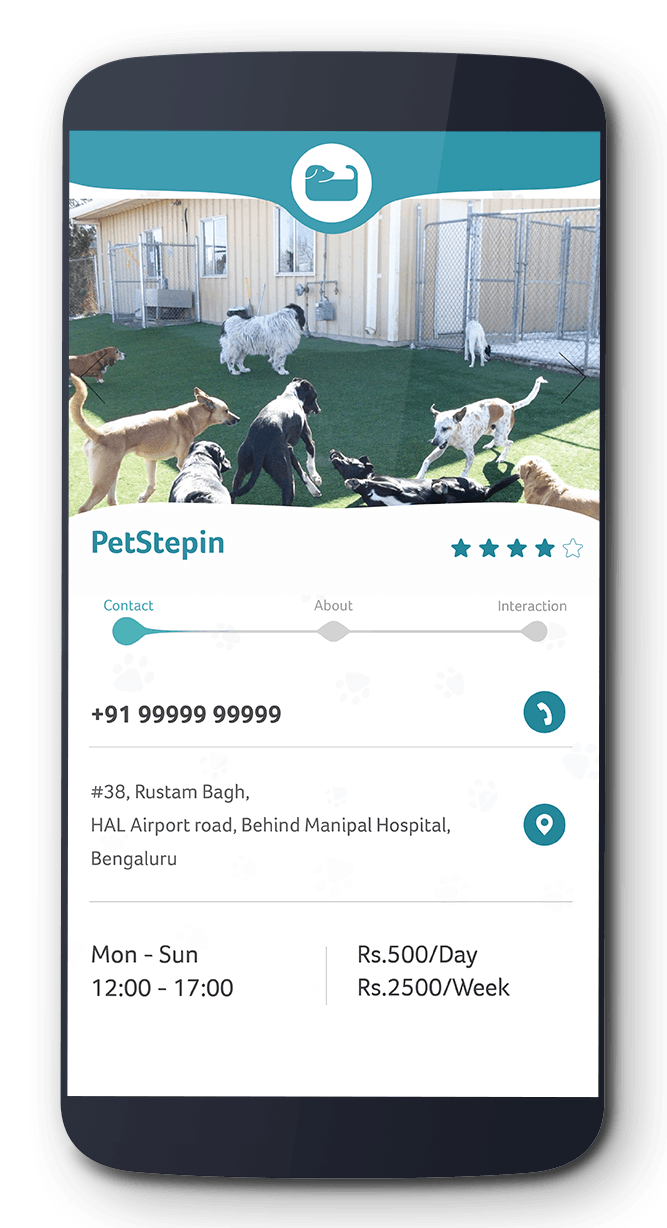 PetStepin
Contact About Interaction
+91 99999 99999
#38, Rustam Bagh,
HAL Airport road, Behind Manipal Hospital,
Bengaluru
Mon - Sun
12:00 - 17:00
Rs.500/Day
Rs.2500/Week